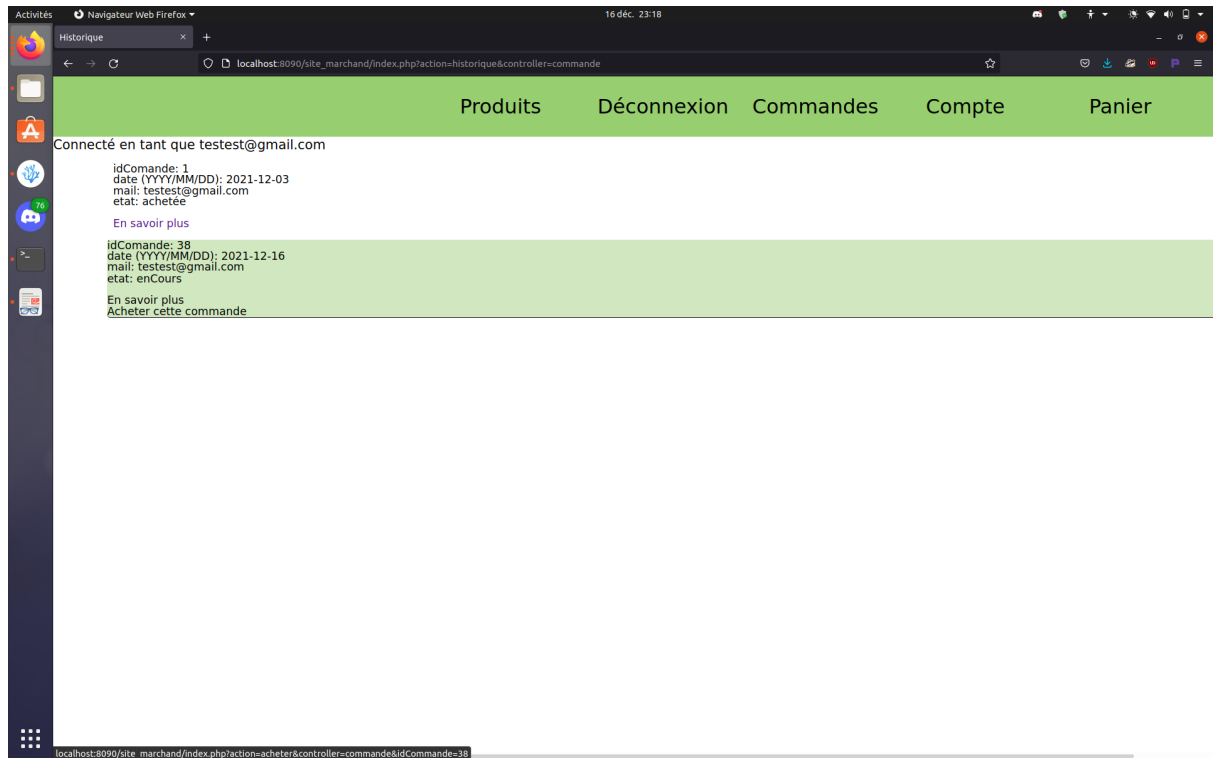 Activités Navigateur Web Firefox 16 déc. 23:18
Historique
localhost:8090/site_marchand/index.php?action=historique&controller=commande
Produits Déconnexion Commandes Compte Panier
Connecté en tant que testest@gmail.com
idComande: 1
date (YYYY/MM/DD): 2021-12-03
mail: testest@gmail.com
etat: achetée
En savoir plus
idComande: 38
date (YYYY/MM/DD): 2021-12-16
mail: testest@gmail.com
etat: enCours
En savoir plus
Acheter cette commande
76
localhost:8090/site_marchand/index.php?action=acheter&controller=commande&idCommande=38